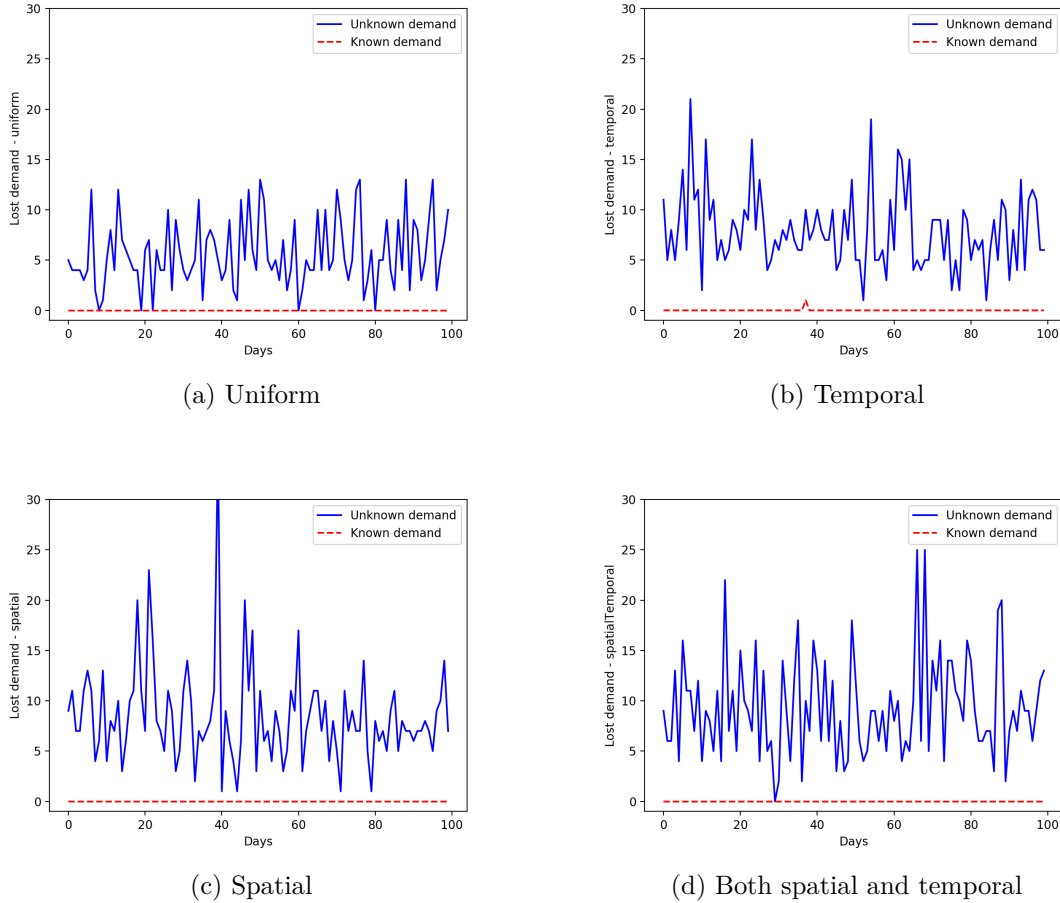 30
25
20
15
10
5
0
Lost demand - uniform
Unknown demand
Known demand
0 20 40 60 80 100
Days
(a) Uniform
30
25
20
15
10
5
0
Lost demand - temporal
Unknown demand
Known demand
0 20 40 60 80 100
Days
(b) Temporal
30
25
20
15
10
5
0
Lost demand - spatial
Unknown demand
Known demand
0 20 40 60 80 100
Days
(c) Spatial
30
25
20
15
10
5
0
Lost demand - spatialTemporal
Unknown demand
Known demand
0 20 40 60 80 100
Days
(d) Both spatial and temporal